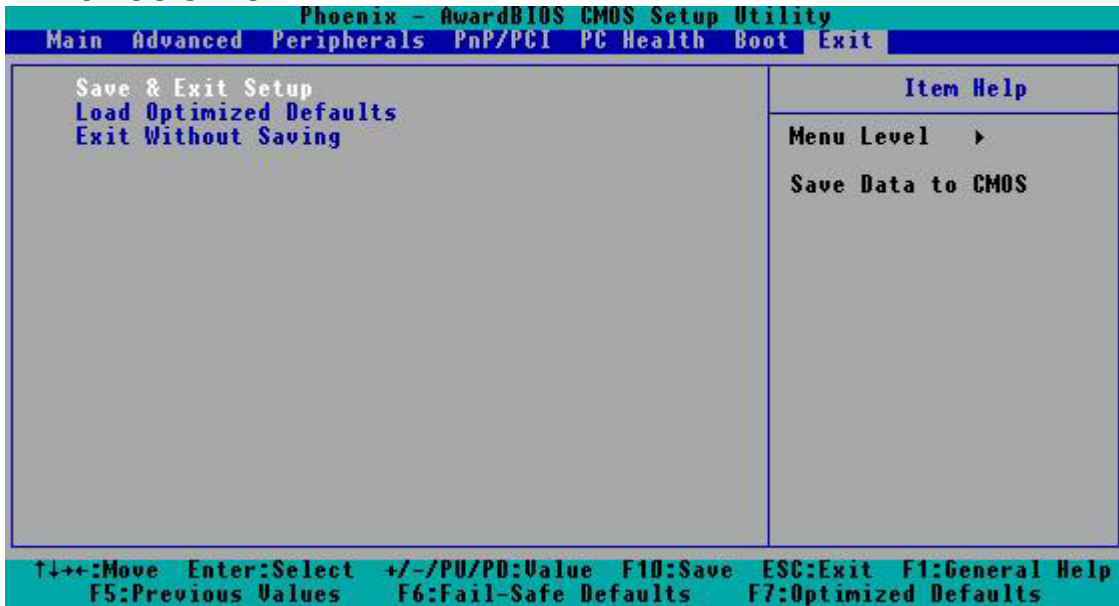 Phoenix - AwardBIOS CMOS Setup Utility
Main Advanced Peripherals PnP/PCI PC Health Boot Exit
Save & Exit Setup
Load Optimized Defaults
Exit Without Saving
Item Help
Menu Level ▸
Save Data to CMOS
↑↓→←:Move Enter:Select +/-/PU/PD:Value F10:Save ESC:Exit F1:General Help
F5:Previous Values F6:Fail-Safe Defaults F7:Optimized Defaults